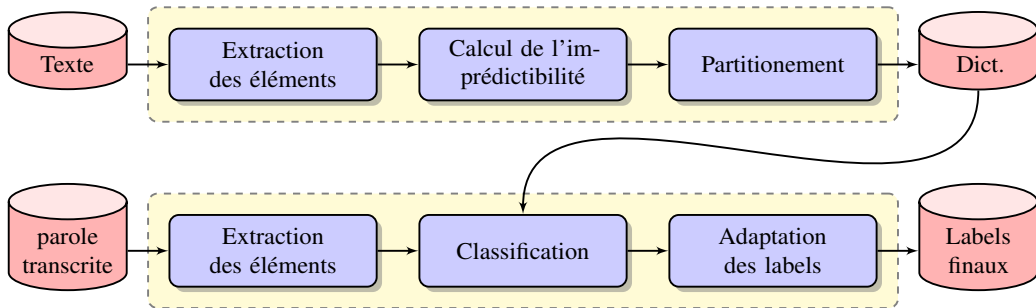 Texte
Extraction
des éléments
Calcul de l'im-
prédictibilité
Partitionement
Dict.
parole
transcrite
Extraction
des éléments
Classification
Adaptation
des labels
Labels
finaux